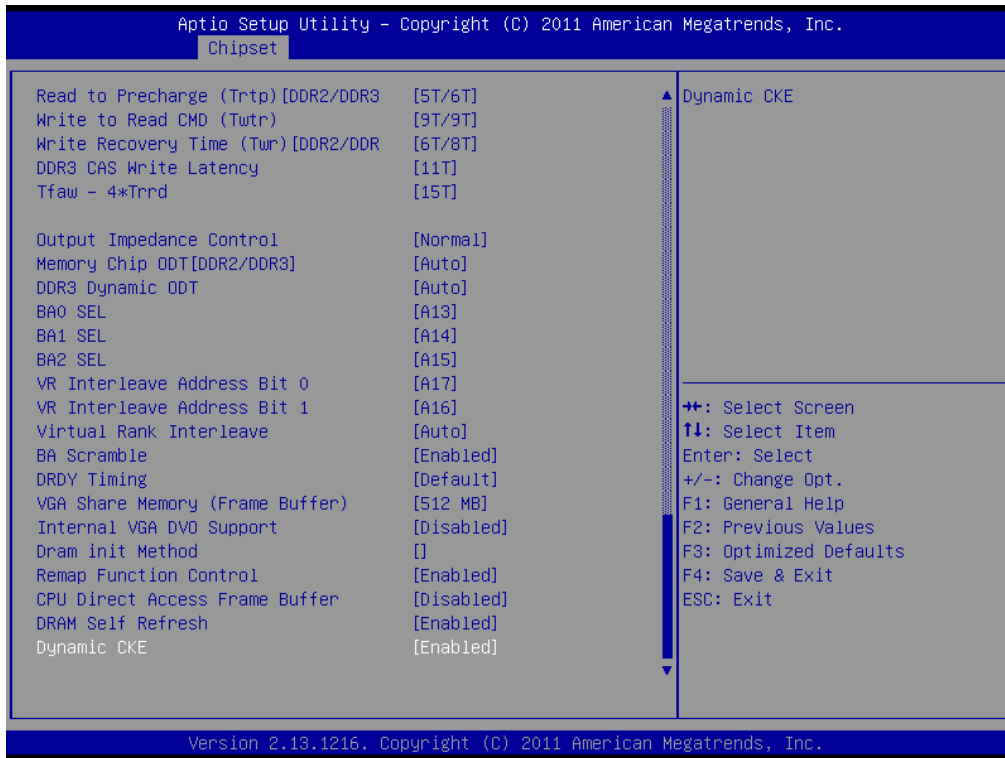 Aptio Setup Utility – Copyright (C) 2011 American Megatrends, Inc.
Chipset
Read to Precharge (Trtp)[DDR2/DDR3 [5T/6T]
Write to Read CMD (Twtr) [9T/9T]
Write Recovery Time (Twr)[DDR2/DDR [6T/8T]
DDR3 CAS Write Latency [11T]
Tfaw – 4*Trrd [15T]
Output Impedance Control [Normal]
Memory Chip ODT[DDR2/DDR3] [Auto]
DDR3 Dynamic ODT [Auto]
BA0 SEL [A13]
BA1 SEL [A14]
BA2 SEL [A15]
VR Interleave Address Bit 0 [A17]
VR Interleave Address Bit 1 [A16]
Virtual Rank Interleave [Auto]
BA Scramble [Enabled]
DRDY Timing [Default]
VGA Share Memory (Frame Buffer) [512 MB]
Internal VGA DVO Support [Disabled]
Dram init Method []
Remap Function Control [Enabled]
CPU Direct Access Frame Buffer [Disabled]
DRAM Self Refresh [Enabled]
Dynamic CKE [Enabled]
Dynamic CKE
→←: Select Screen
↑↓: Select Item
Enter: Select
+/-: Change Opt.
F1: General Help
F2: Previous Values
F3: Optimized Defaults
F4: Save & Exit
ESC: Exit
Version 2.13.1216. Copyright (C) 2011 American Megatrends, Inc.